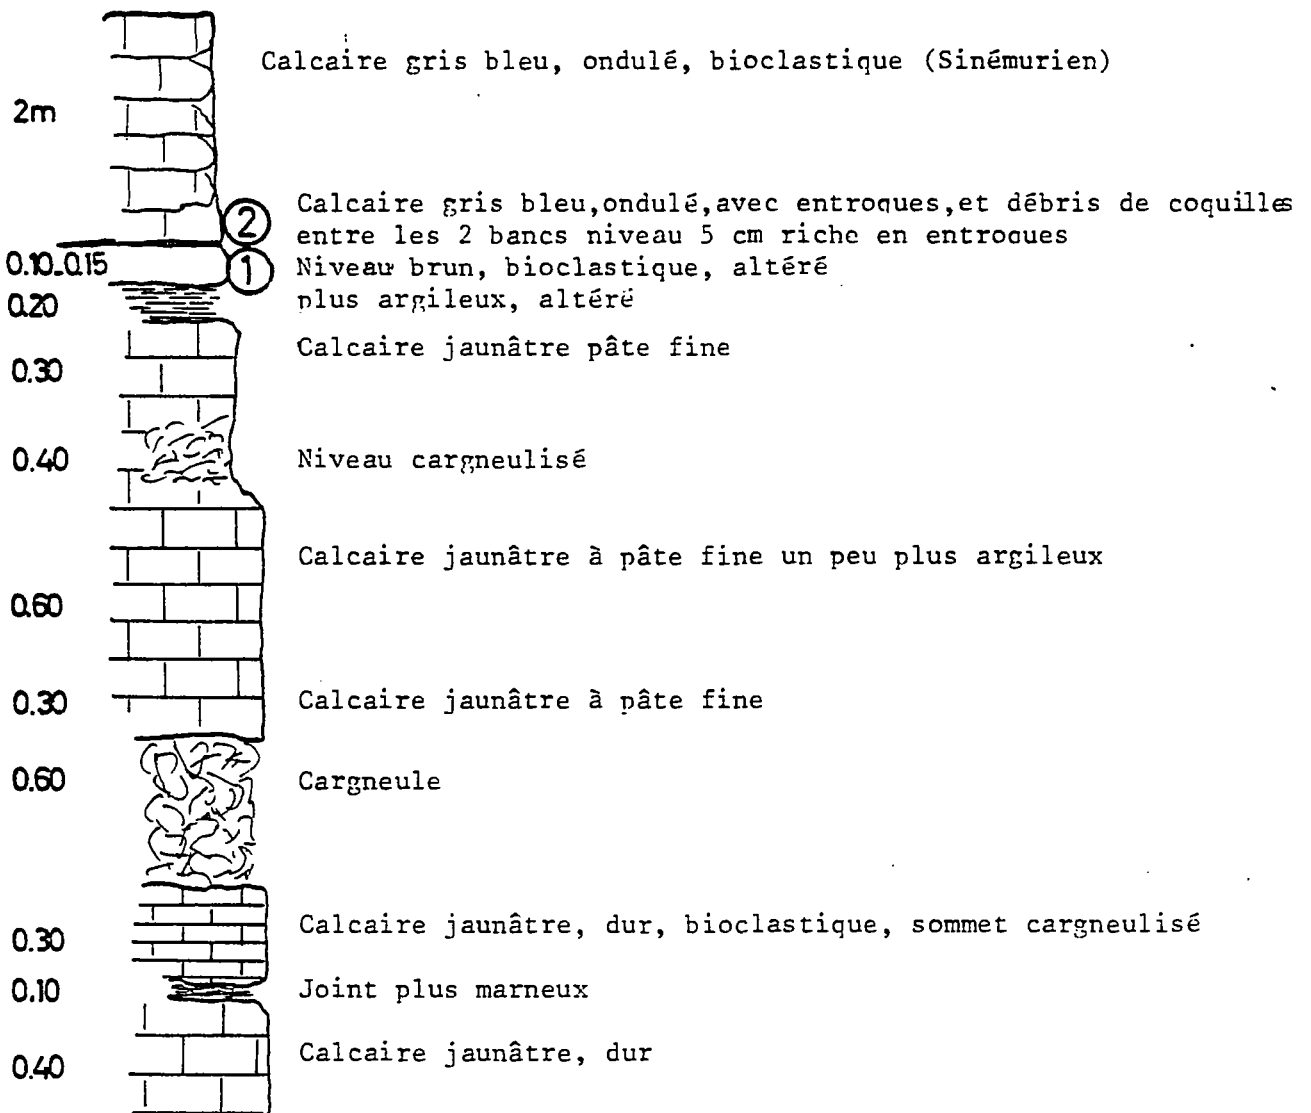 Calcaire gris bleu, ondulé, bioclastique (Sinémurien)
2m
Calcaire gris bleu,ondulé,avec entroques,et débris de coquilles
② entre les 2 bancs niveau 5 cm riche en entroques
0.10_0.15 ① Niveau brun, bioclastique, altéré
0.20 plus argileux, altéré
Calcaire jaunâtre pâte fine
0.30
0.40 Niveau cargneulisé
Calcaire jaunâtre à pâte fine un peu plus argileux
0.60
0.30 Calcaire jaunâtre à pâte fine
0.60 Cargneule
0.30 Calcaire jaunâtre, dur, bioclastique, sommet cargneulisé
0.10 Joint plus marneux
0.40 Calcaire jaunâtre, dur